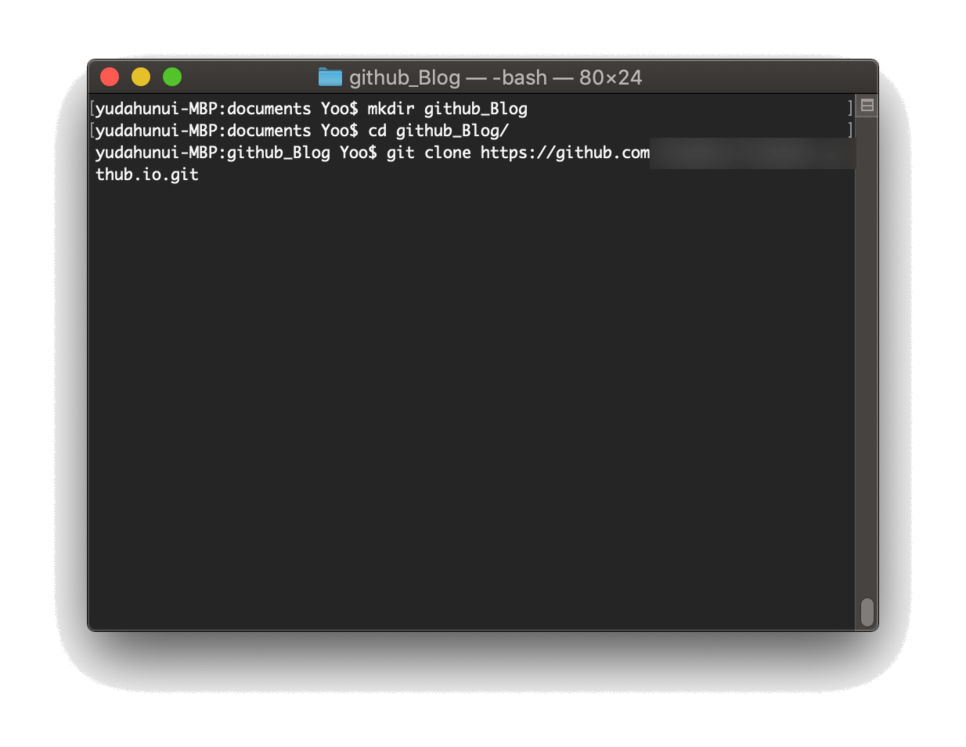 github_Blog — -bash — 80×24
[yudahunui-MBP:documents Yoo$ mkdir github_Blog ]
[yudahunui-MBP:documents Yoo$ cd github_Blog/ ]
yudahunui-MBP:github_Blog Yoo$ git clone https://github.com
thub.io.git